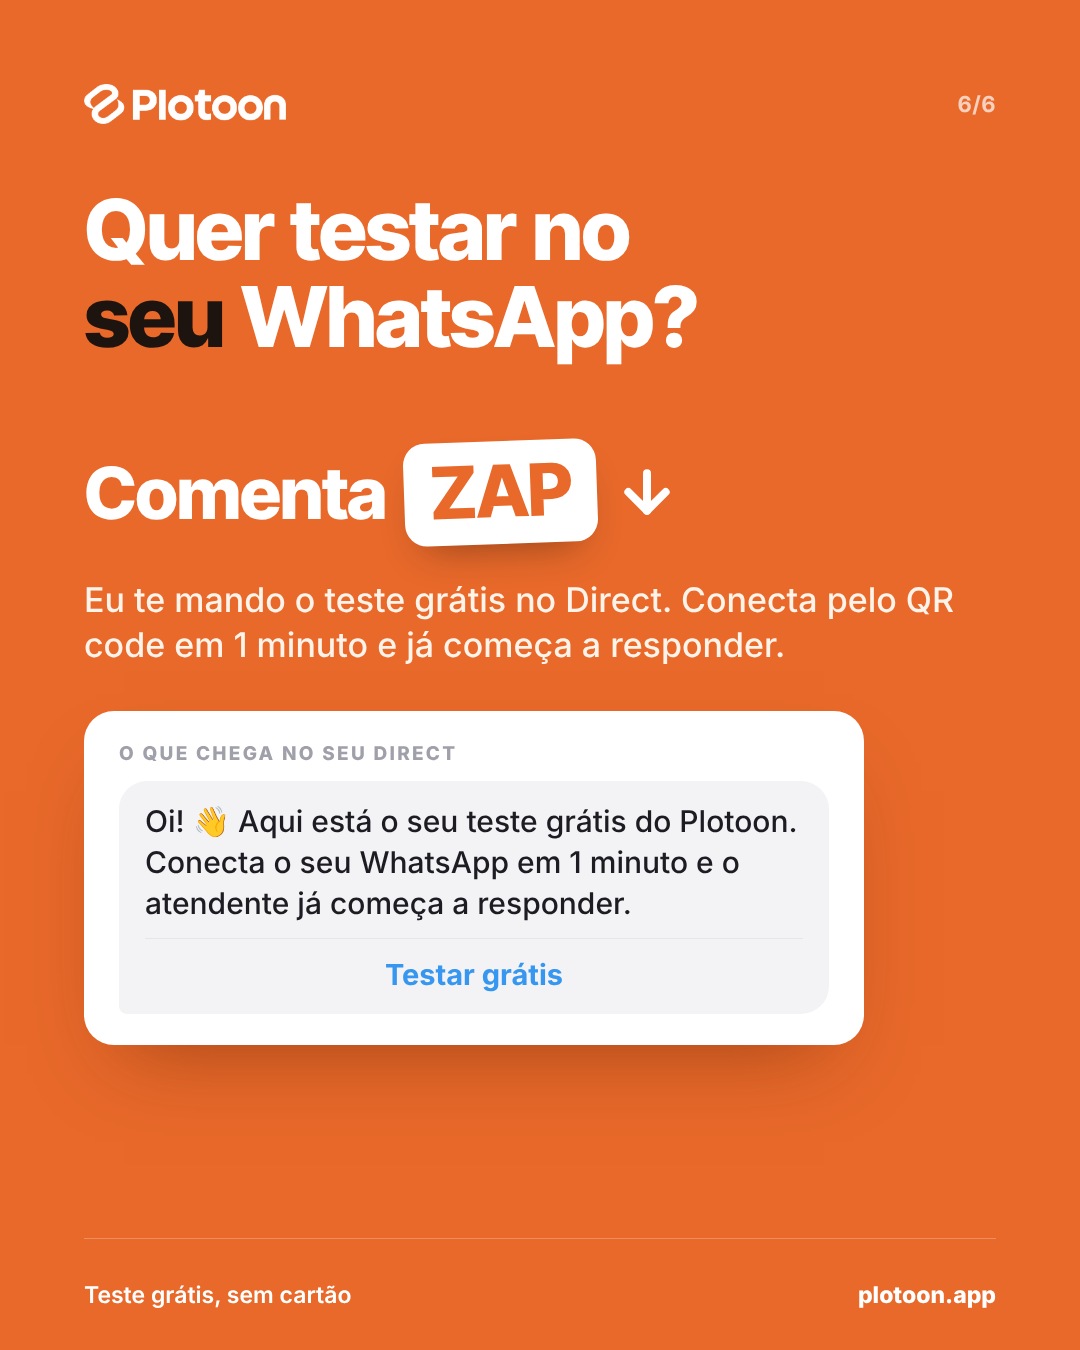 Plotoon
6/6
Quer testar no
seu WhatsApp?
Comenta ZAP ↓
Eu te mando o teste grátis no Direct. Conecta pelo QR
code em 1 minuto e já começa a responder.
O QUE CHEGA NO SEU DIRECT
Oi! 👋 Aqui está o seu teste grátis do Plotoon.
Conecta o seu WhatsApp em 1 minuto e o
atendente já começa a responder.
Testar grátis
Teste grátis, sem cartão
plotoon.app